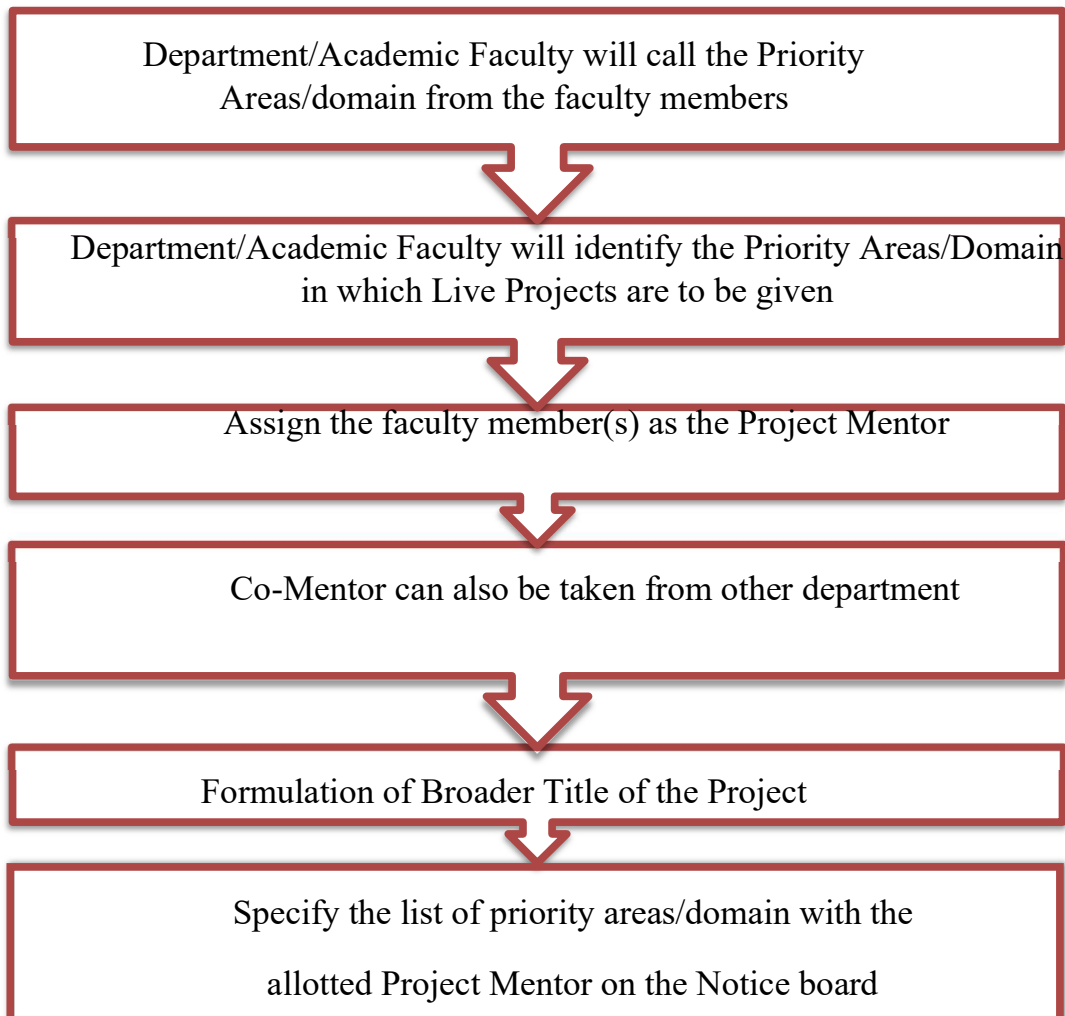 Department/Academic Faculty will call the Priority
Areas/domain from the faculty members
Department/Academic Faculty will identify the Priority Areas/Domain
in which Live Projects are to be given
Assign the faculty member(s) as the Project Mentor
Co-Mentor can also be taken from other department
Formulation of Broader Title of the Project
Specify the list of priority areas/domain with the
allotted Project Mentor on the Notice board